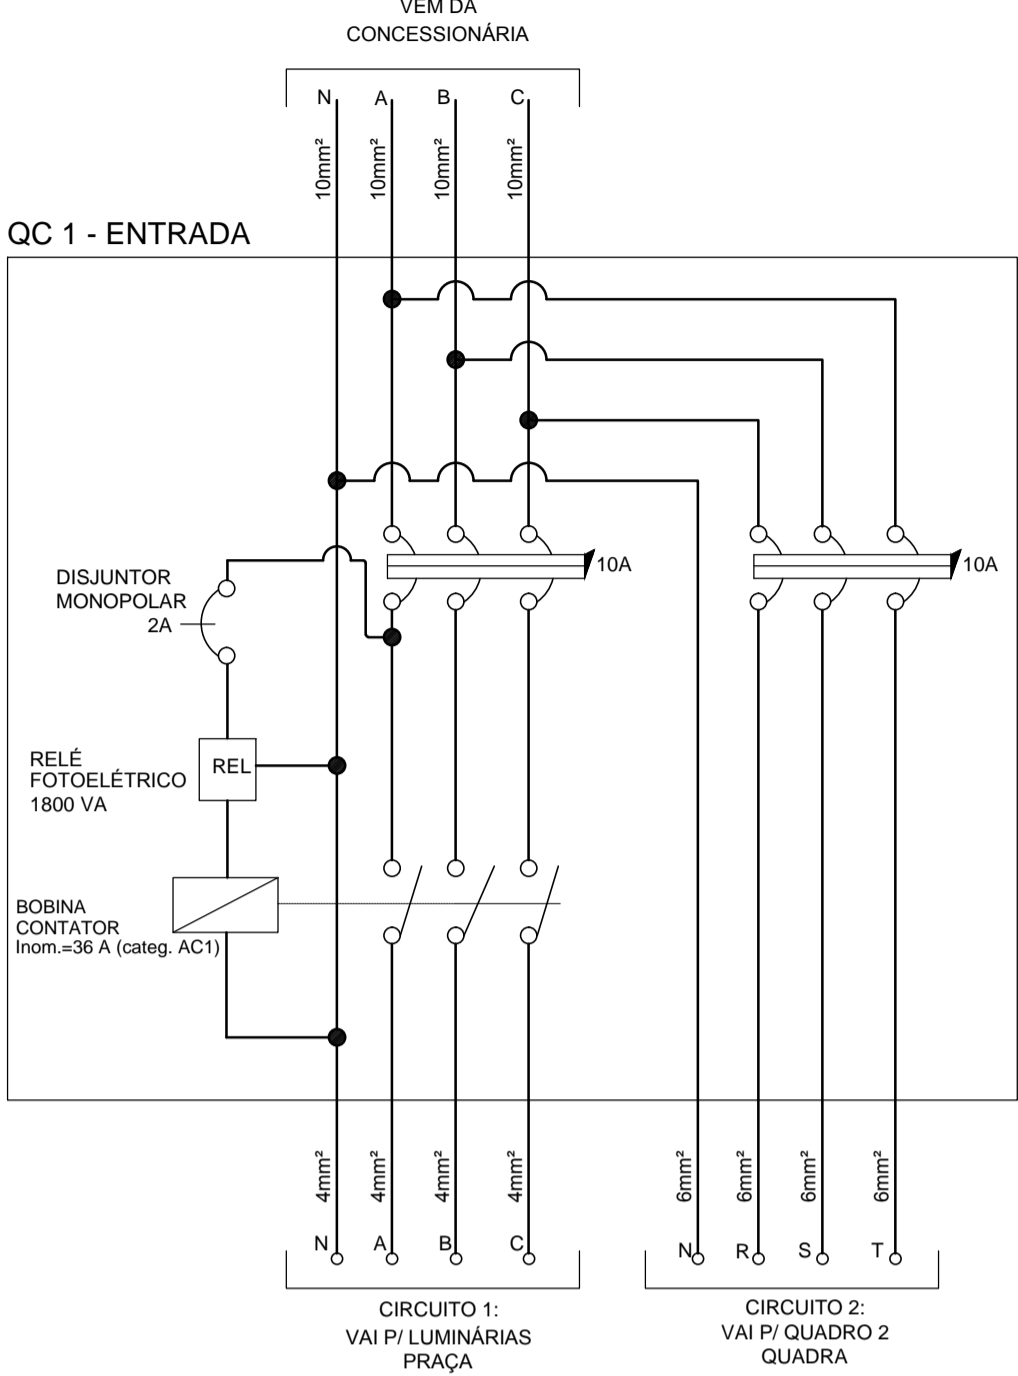 VEM DA
CONCESSIONÁRIA
N A B C
10mm² 10mm² 10mm² 10mm²
QC 1 - ENTRADA
10A
10A
DISJUNTOR
MONOPOLAR
2A
RELÉ
FOTOELÉTRICO
1800 VA
REL
BOBINA
CONTATOR
Inom.=36 A (categ. AC1)
4mm² 4mm² 4mm² 4mm² 6mm² 6mm² 6mm² 6mm²
N A B C N R S T
CIRCUITO 1:
VAI P/ LUMINÁRIAS
PRAÇA
CIRCUITO 2:
VAI P/ QUADRO 2
QUADRA